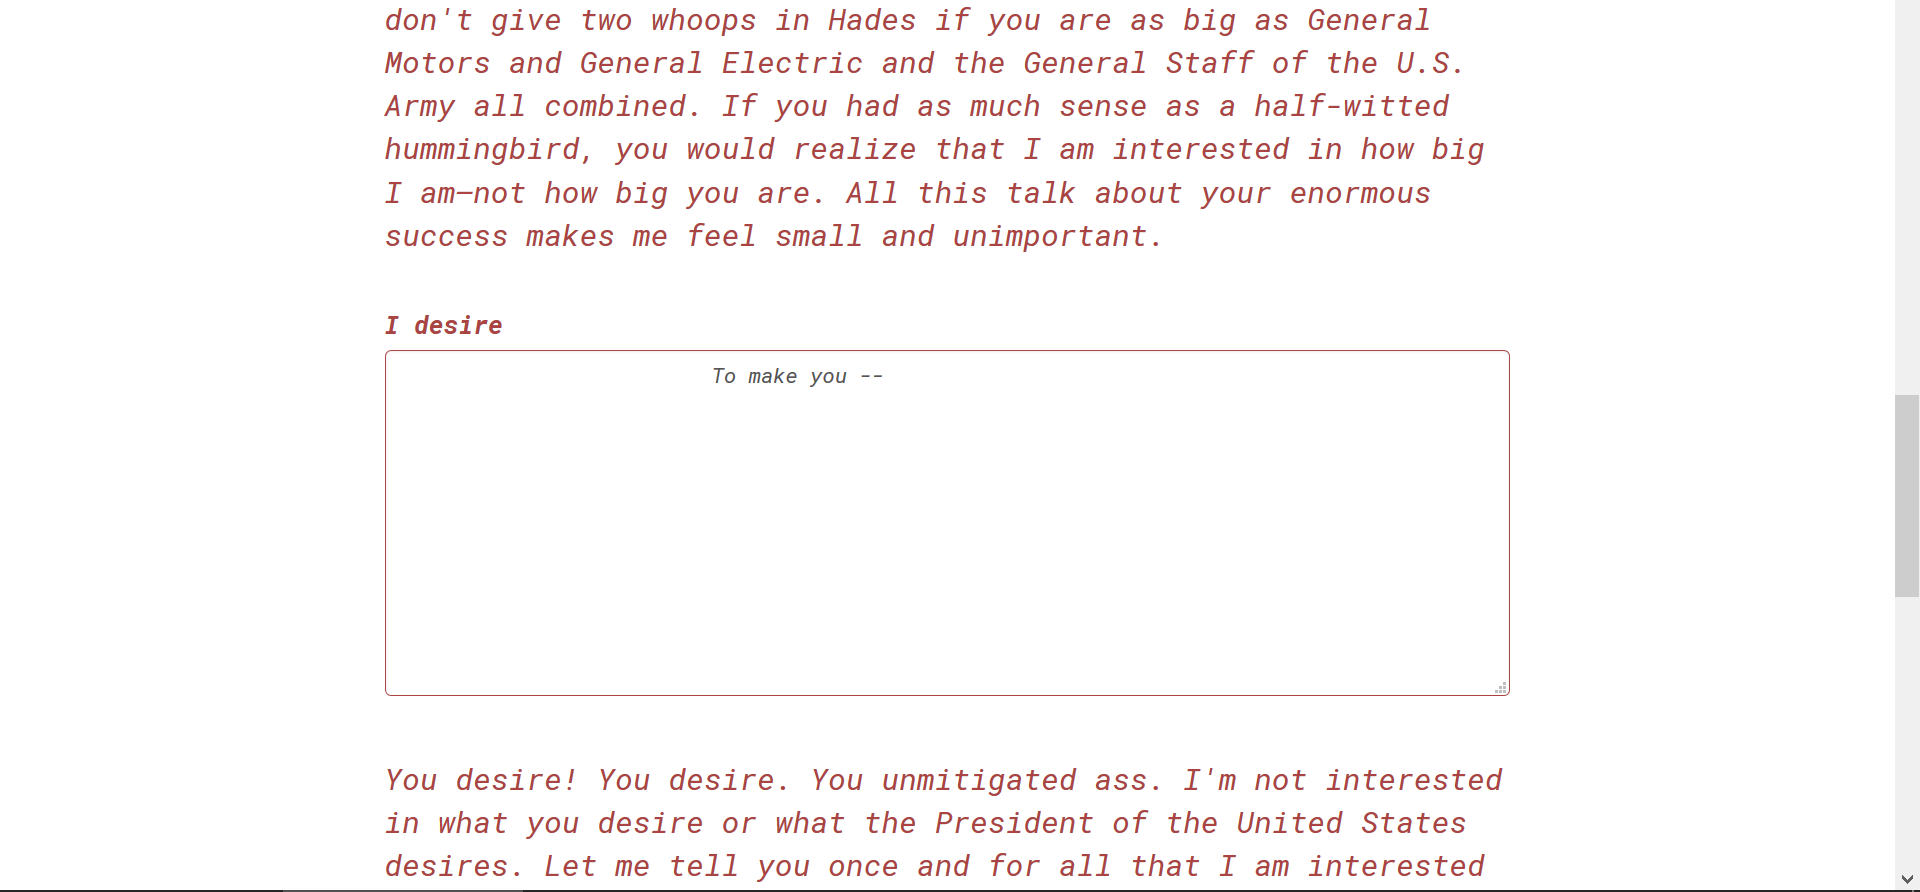 don't give two whoops in Hades if you are as big as General
Motors and General Electric and the General Staff of the U.S.
Army all combined. If you had as much sense as a half-witted
hummingbird, you would realize that I am interested in how big
I am—not how big you are. All this talk about your enormous
success makes me feel small and unimportant.
I desire
To make you --
You desire! You desire. You unmitigated ass. I'm not interested
in what you desire or what the President of the United States
desires. Let me tell you once and for all that I am interested